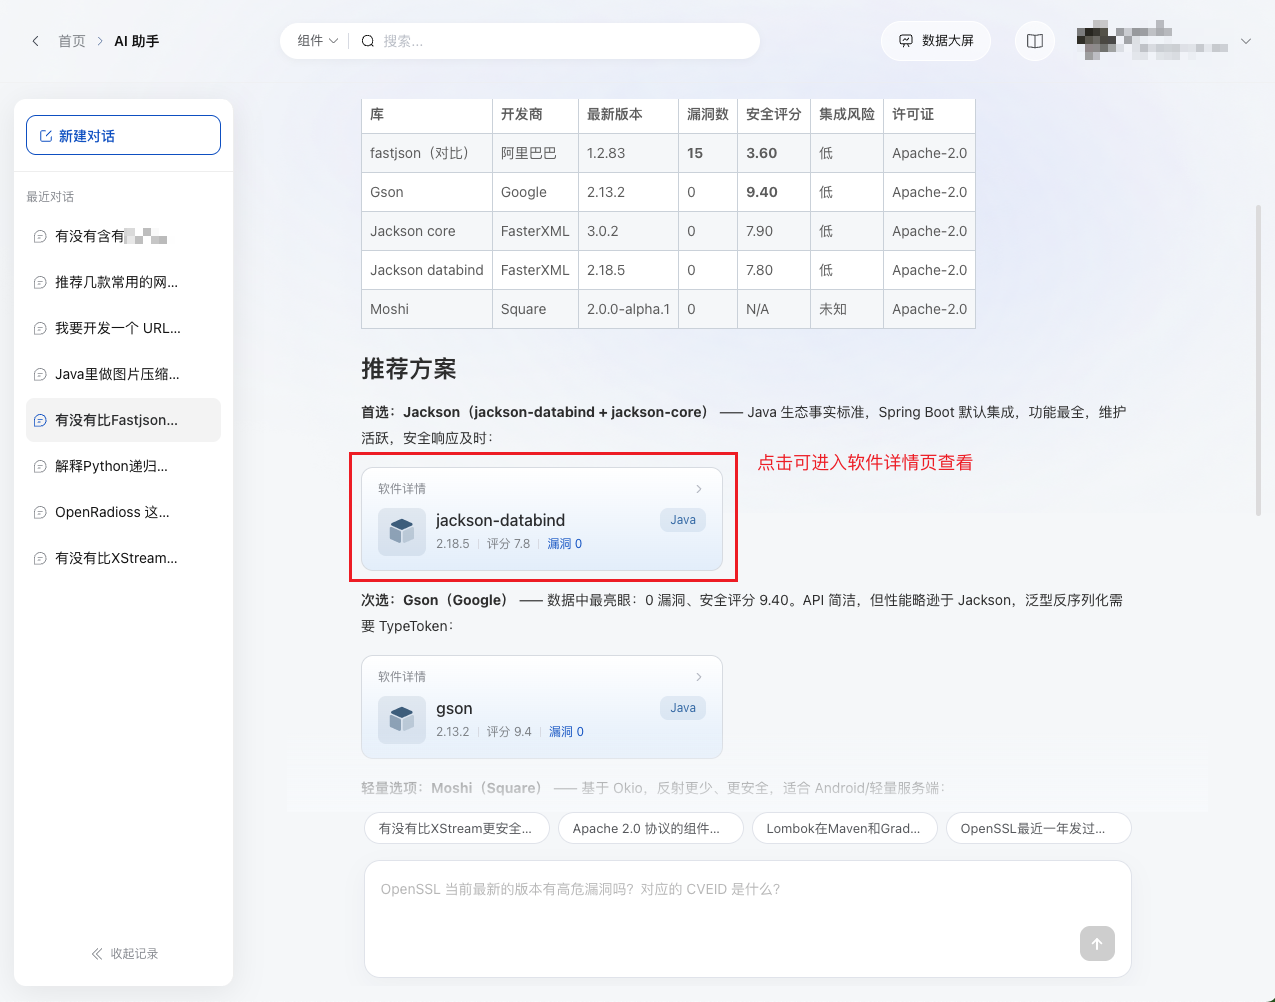 首页 > AI 助手
组件
搜索...
数据大屏
新建对话
最近对话
有没有含有
推荐几款常用的网...
我要开发一个 URL...
Java里做图片压缩...
有没有比Fastjson...
解释Python递归...
OpenRadioss 这...
有没有比XStream...
收起记录
库 开发商 最新版本 漏洞数 安全评分 集成风险 许可证
fastjson（对比） 阿里巴巴 1.2.83 15 3.60 低 Apache-2.0
Gson Google 2.13.2 0 9.40 低 Apache-2.0
Jackson core FasterXML 3.0.2 0 7.90 低 Apache-2.0
Jackson databind FasterXML 2.18.5 0 7.80 低 Apache-2.0
Moshi Square 2.0.0-alpha.1 0 N/A 未知 Apache-2.0
推荐方案
首选：Jackson（jackson-databind + jackson-core） —— Java 生态事实标准，Spring Boot 默认集成，功能最全，维护
活跃，安全响应及时：
点击可进入软件详情页查看
软件详情
jackson-databind Java
2.18.5 评分 7.8 漏洞 0
次选：Gson（Google） —— 数据中最亮眼：0 漏洞、安全评分 9.40。API 简洁，但性能略逊于 Jackson，泛型反序列化需
要 TypeToken：
软件详情
gson Java
2.13.2 评分 9.4 漏洞 0
轻量选项：Moshi（Square） —— 基于 Okio，反射更少、更安全，适合 Android/轻量服务端：
有没有比XStream更安全... Apache 2.0 协议的组件... Lombok在Maven和Grad... OpenSSL最近一年发过...
OpenSSL 当前最新的版本有高危漏洞吗？对应的 CVEID 是什么？